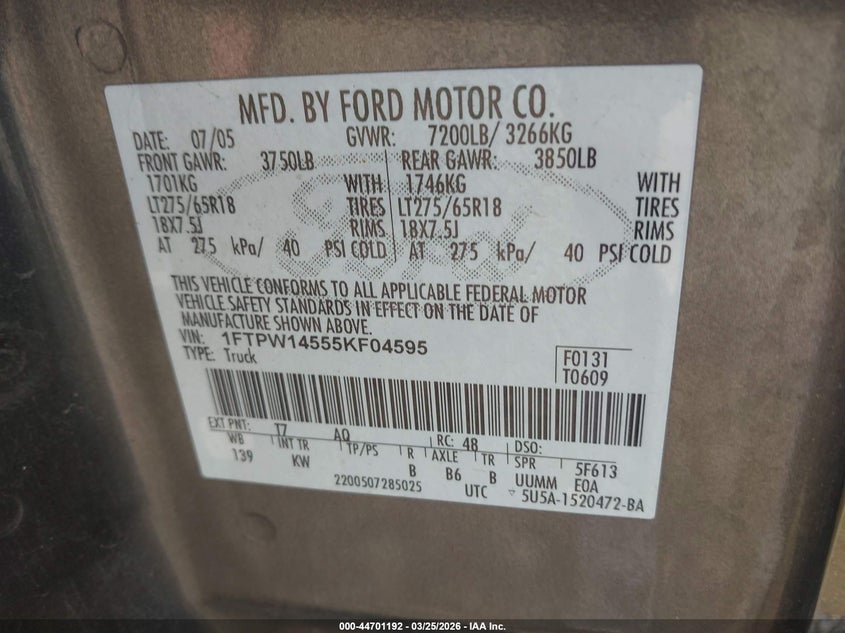 MFD. BY FORD MOTOR CO.
DATE: 07/05 GVWR: 7200LB/ 3266KG
FRONT GAWR: 3750LB REAR GAWR: 3850LB
1701KG WITH 1746KG WITH
LT275/65R18 TIRES LT275/65R18 TIRES
18X7.5J RIMS 18X7.5J RIMS
AT 275 kPa/ 40 PSI COLD AT 275 kPa/ 40 PSI COLD
THIS VEHICLE CONFORMS TO ALL APPLICABLE FEDERAL MOTOR
VEHICLE SAFETY STANDARDS IN EFFECT ON THE DATE OF
MANUFACTURE SHOWN ABOVE.
VIN: 1FTPW14555KF04595
TYPE: Truck
F0131
T0609
EXT PNT: T7 AQ RC: 48 DSO:
WB INT TR TP/PS R AXLE TR SPR 5F613
139 KW B B6 B UUMM E0A
2200507285025 UTC 5U5A-1520472-BA
Ford
000-44701192 - 03/25/2026 - IAA Inc.